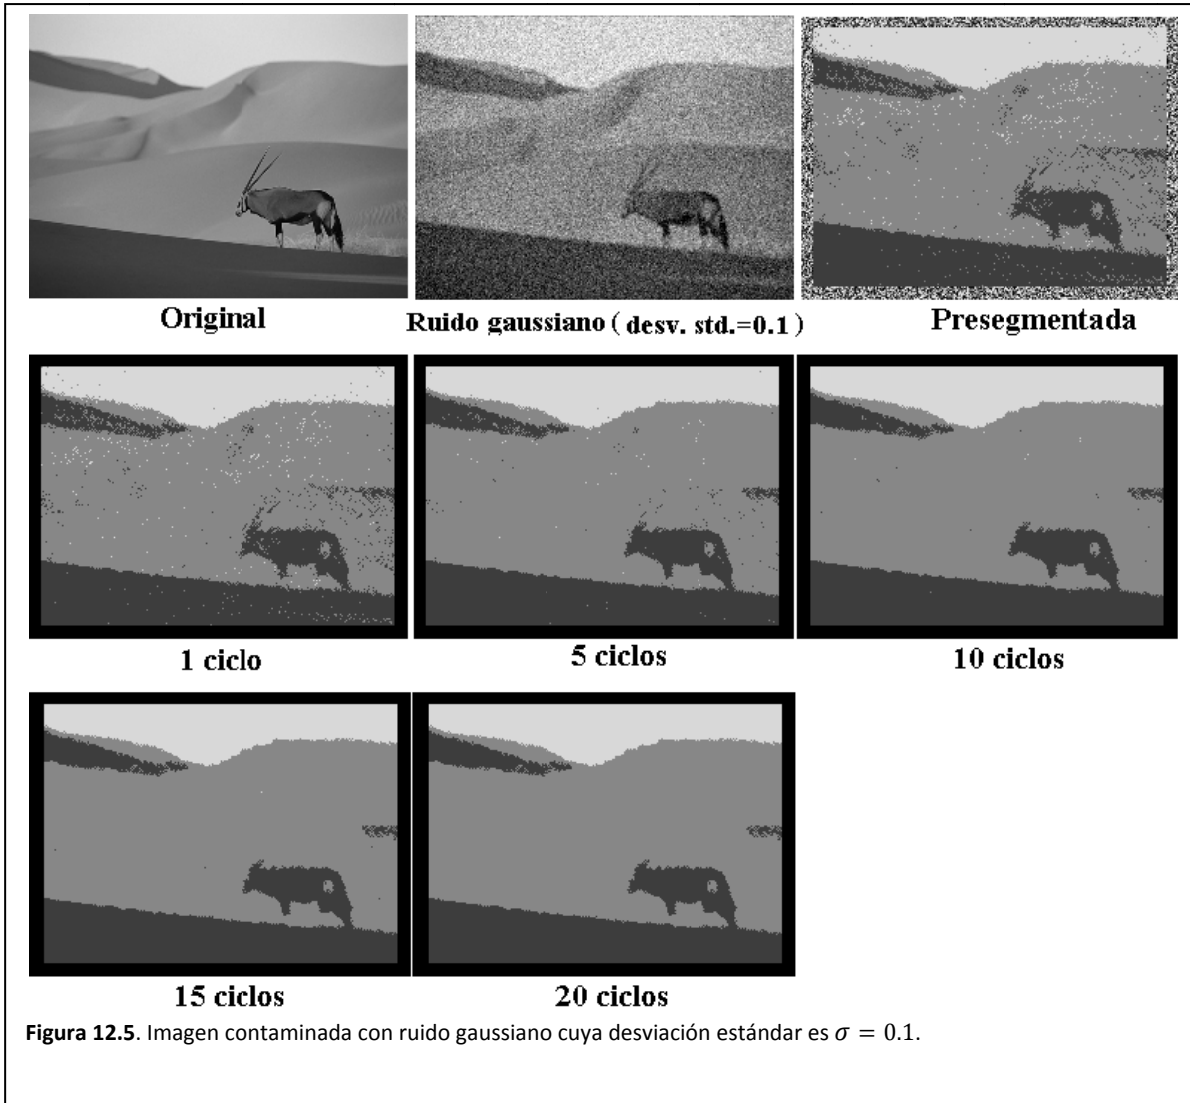 Original
Ruido gaussiano ( desv. std.=0.1 )
Presegmentada
1 ciclo
5 ciclos
10 ciclos
15 ciclos
20 ciclos
Figura 12.5. Imagen contaminada con ruido gaussiano cuya desviación estándar es σ = 0.1.